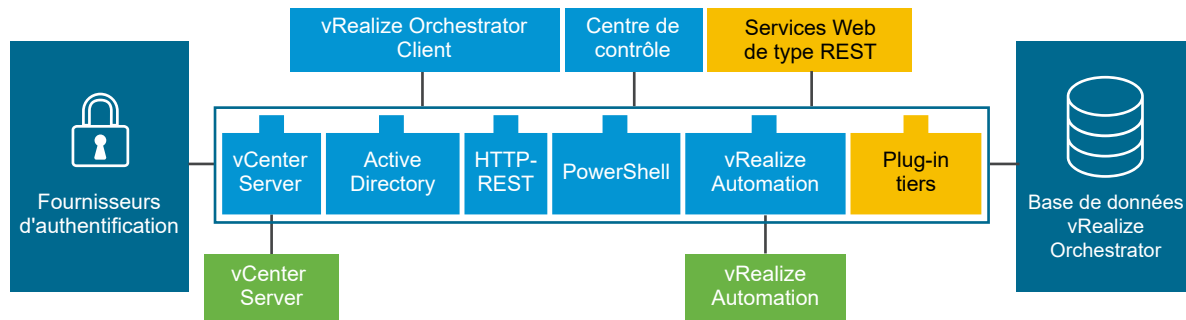 vRealize Orchestrator
Client
Centre de
contrôle
Services Web
de type REST
Fournisseurs
d'authentification
vCenter
Server
Active
Directory
HTTP-
REST
PowerShell
vRealize
Automation
Plug-in
tiers
Base de données
vRealize
Orchestrator
vCenter
Server
vRealize
Automation